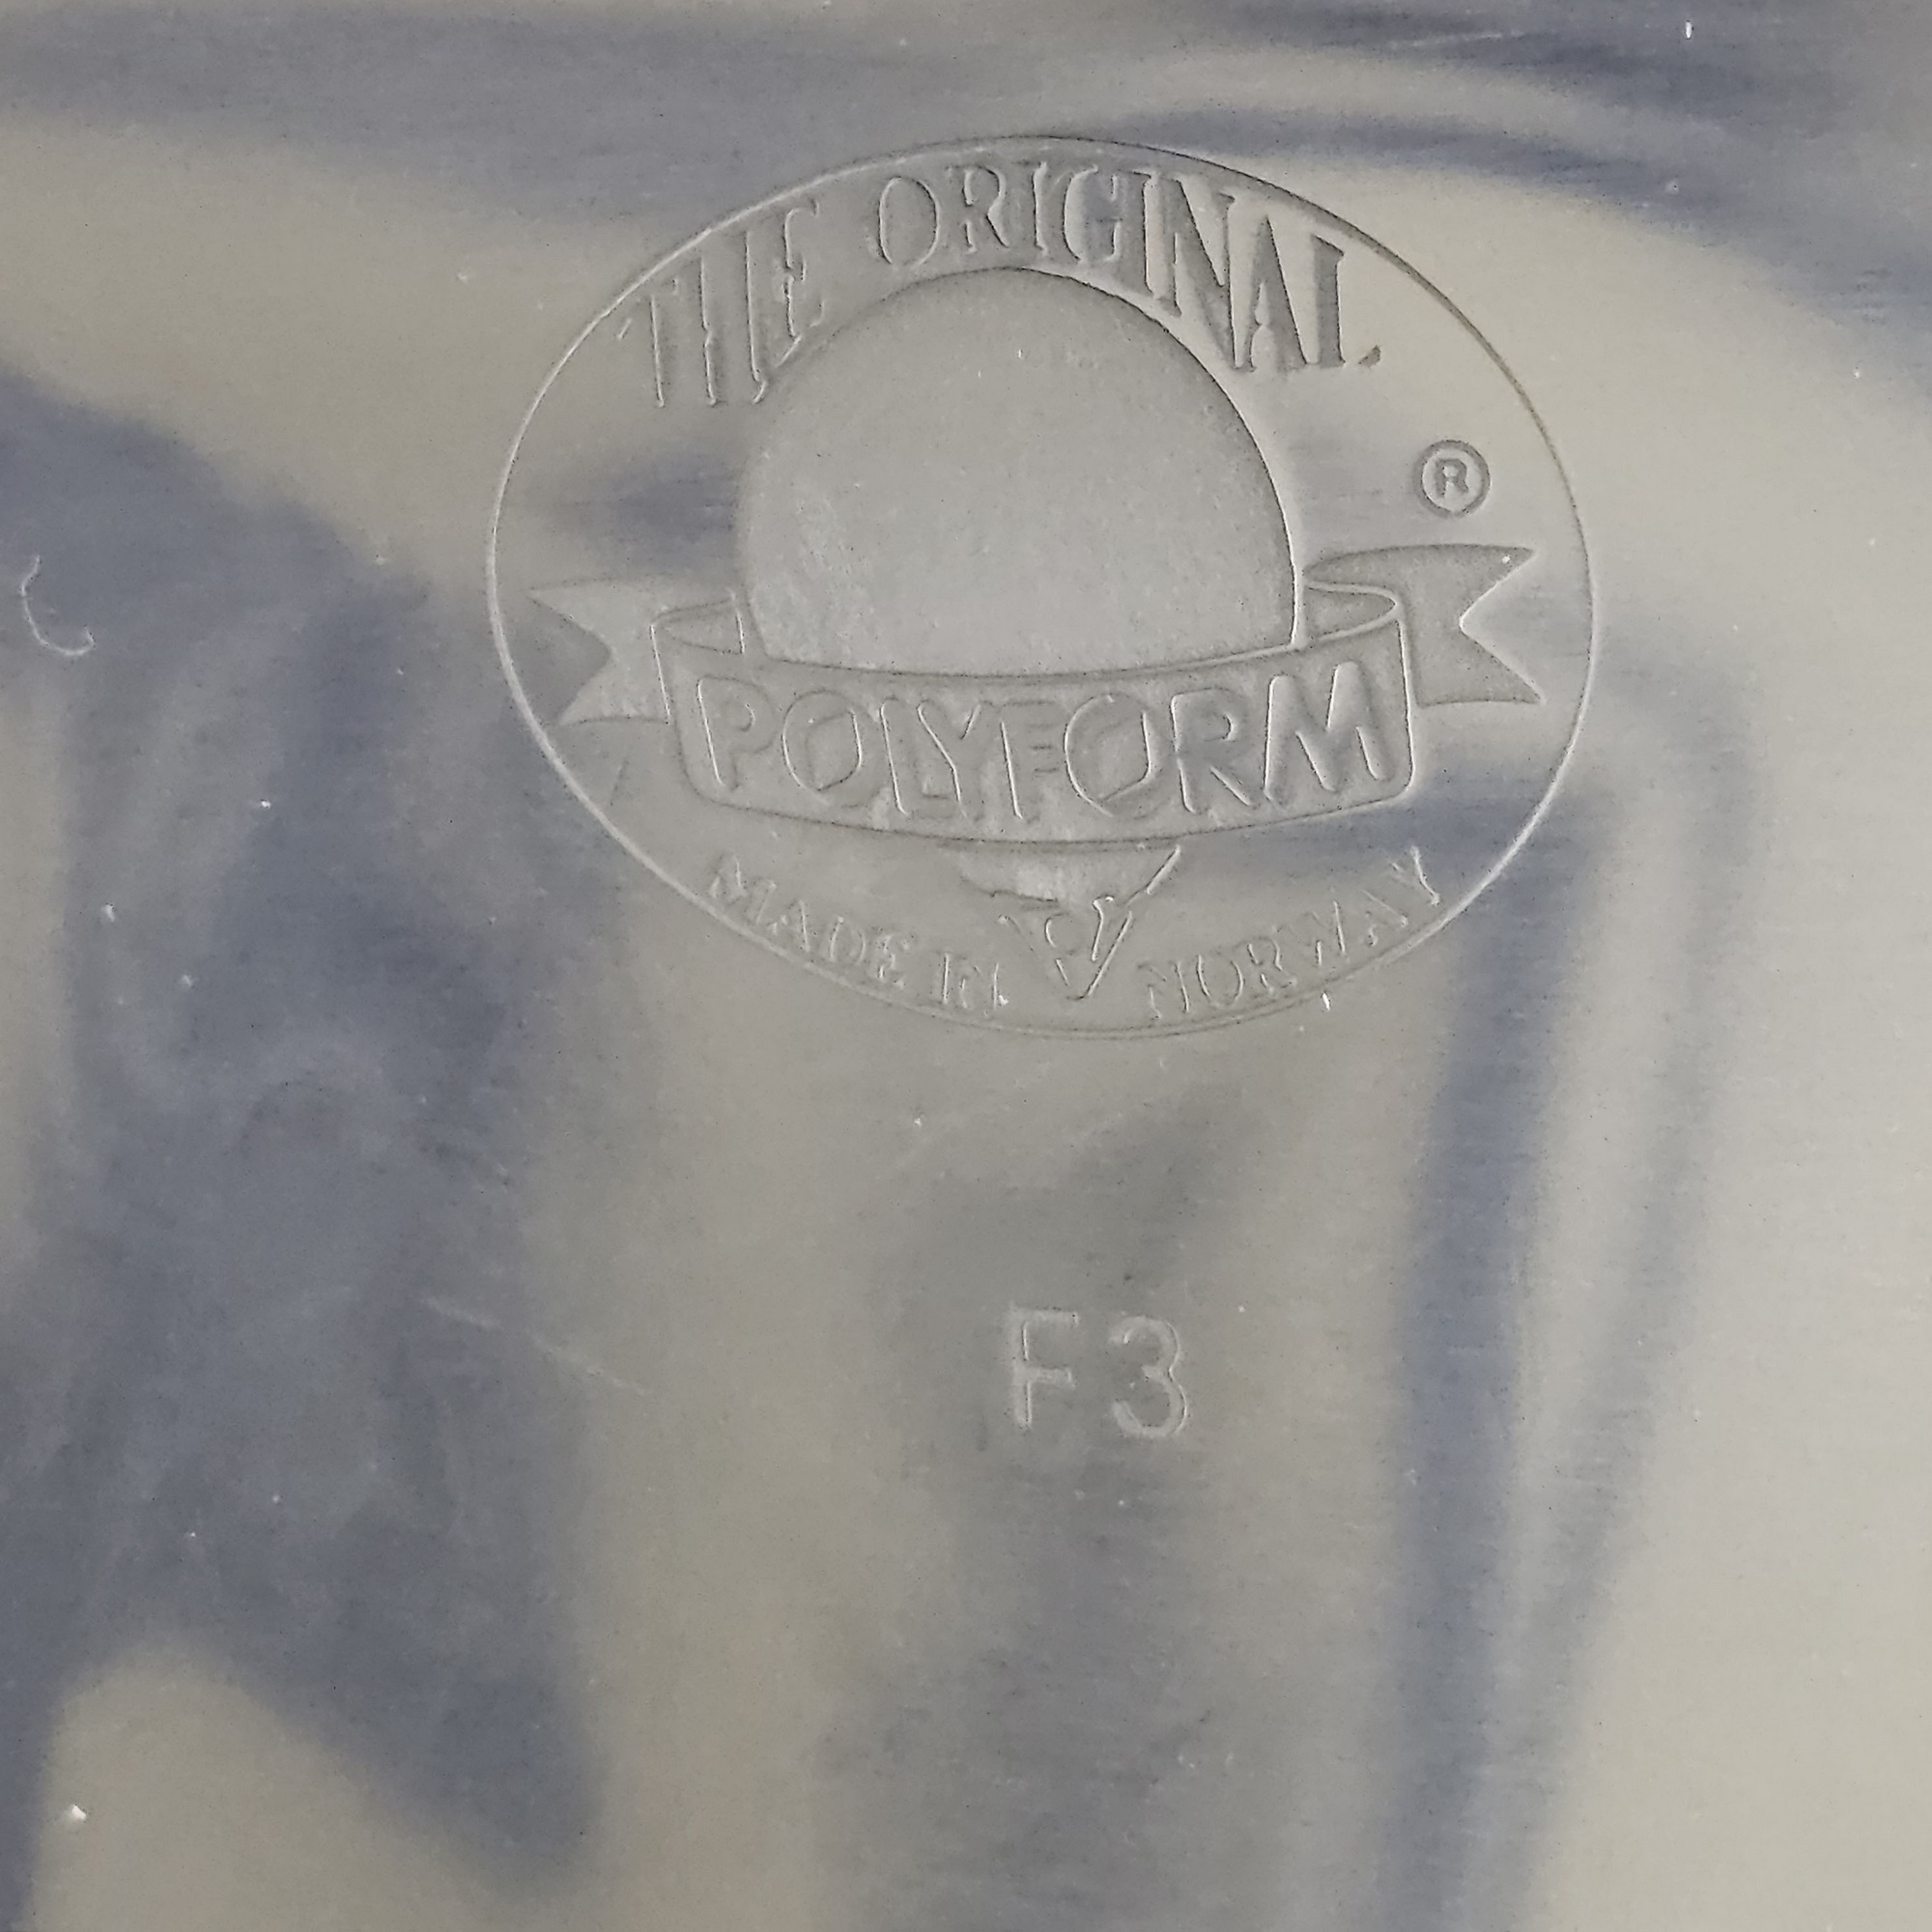 THE ORIGINAL
®
POLYFORM
MADE IN NORWAY
F3